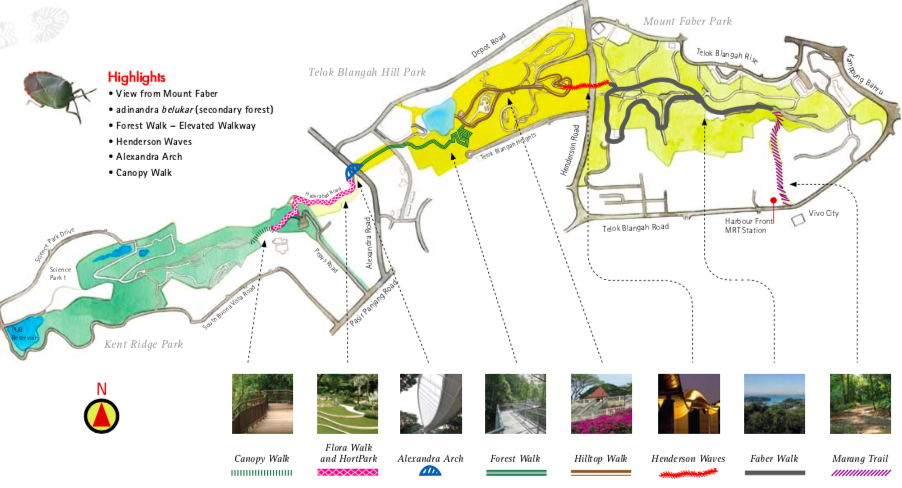 Mount Faber Park
Telok Blangah Rise
Kampung Bahru
Depot Road
Telok Blangah Hill Park
Highlights
• View from Mount Faber
• adinandra belukar (secondary forest)
• Forest Walk – Elevated Walkway
• Henderson Waves
• Alexandra Arch
• Canopy Walk
Telok Blangah Heights
Henderson Road
Hyderabad Road
Alexandra Road
Harbour Front
MRT Station
Vivo City
Telok Blangah Road
Science Park Drive
Science
Park 1
Pepys Road
South Buona Vista Road
Pasir Panjang Road
PUB
Reservoir
Kent Ridge Park
N
Canopy Walk
Flora Walk
and HortPark
Alexandra Arch
Forest Walk
Hilltop Walk
Henderson Waves
Faber Walk
Marang Trail